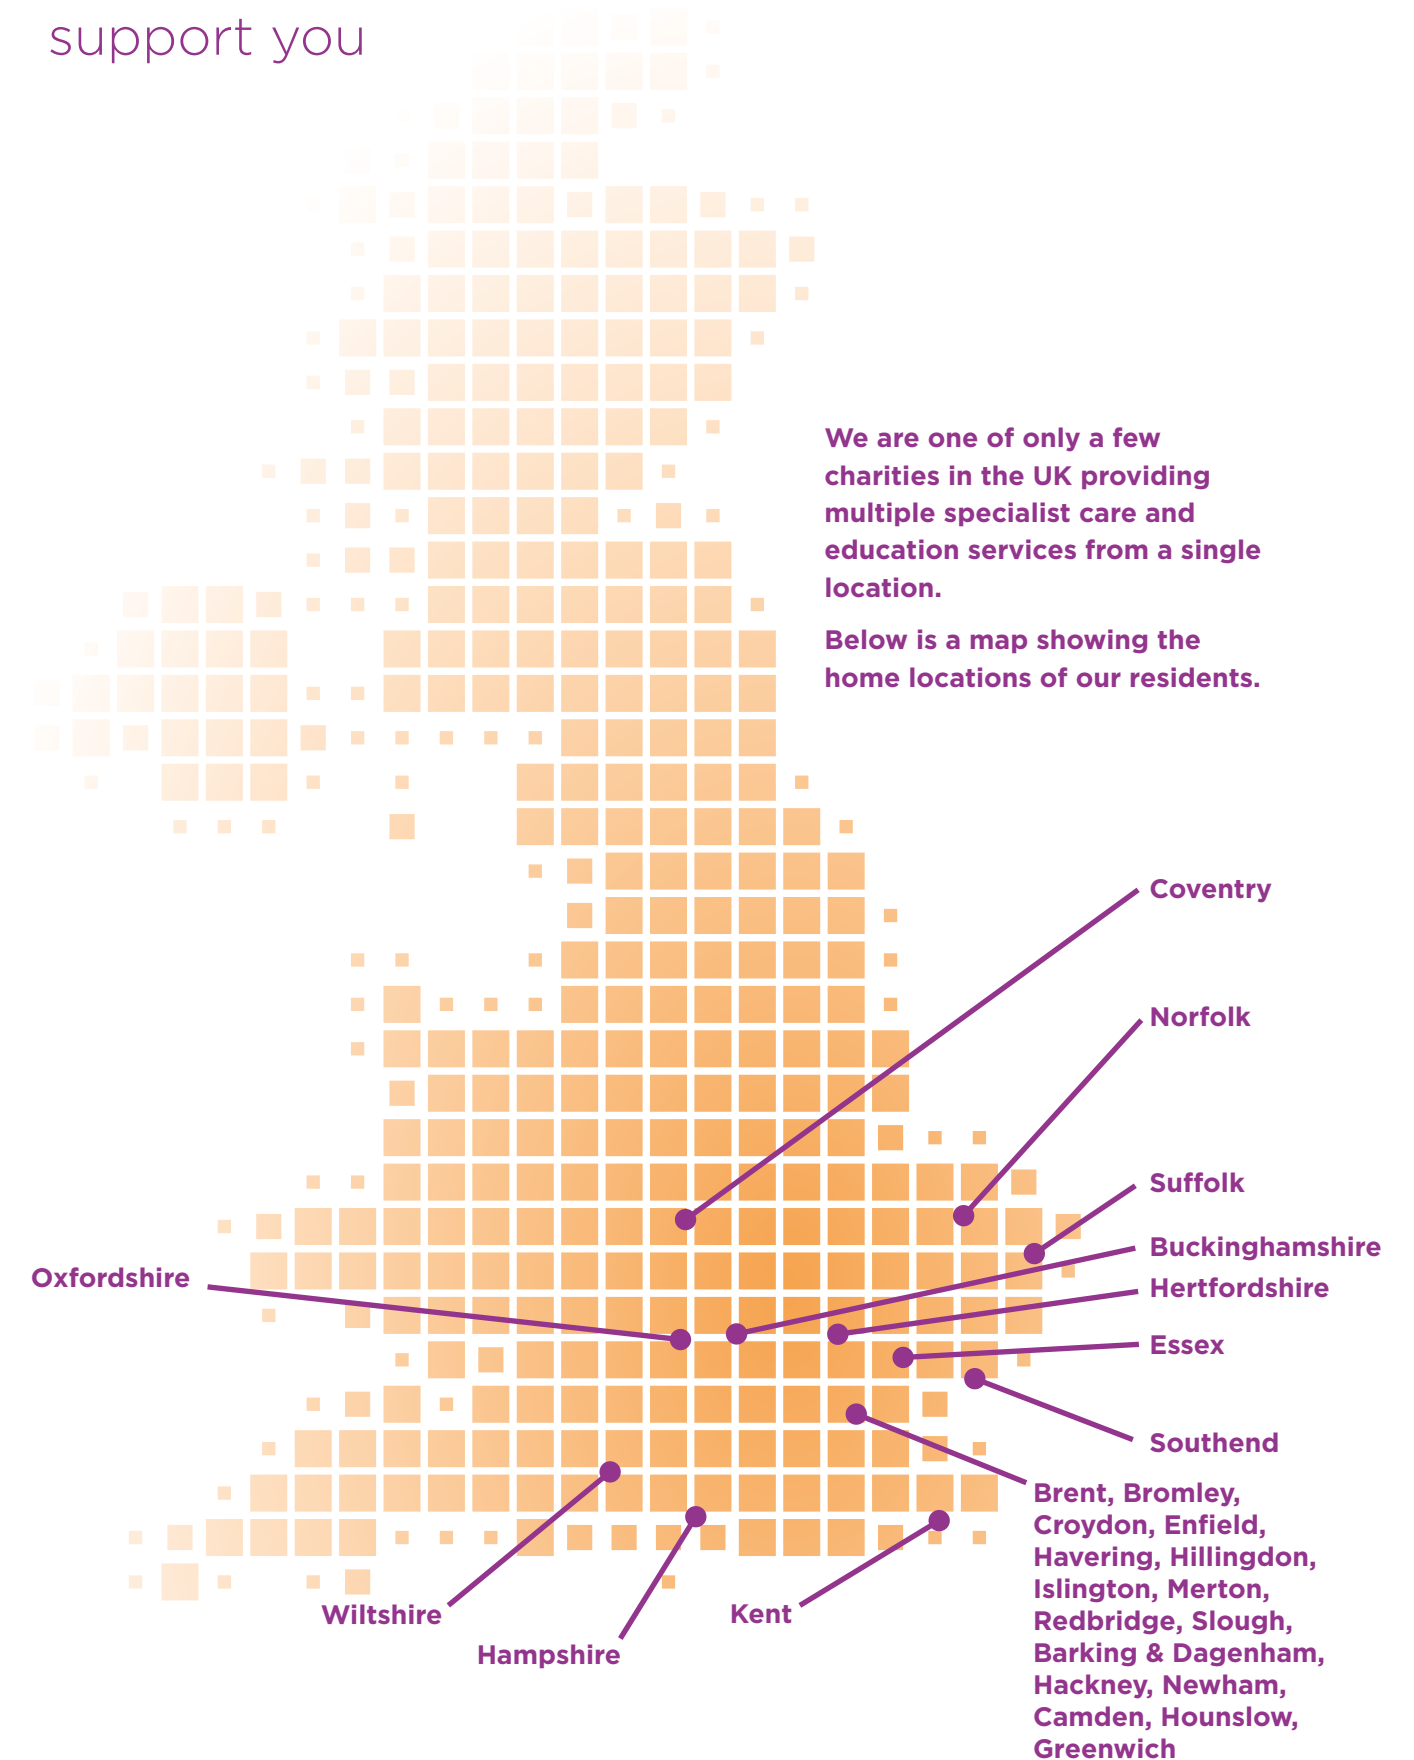 support you
We are one of only a few
charities in the UK providing
multiple specialist care and
education services from a single
location.
Below is a map showing the
home locations of our residents.
Coventry
Norfolk
Suffolk
Buckinghamshire
Oxfordshire
Hertfordshire
Essex
Southend
Brent, Bromley,
Croydon, Enfield,
Havering, Hillingdon,
Islington, Merton,
Redbridge, Slough,
Barking & Dagenham,
Hackney, Newham,
Camden, Hounslow,
Greenwich
Wiltshire
Kent
Hampshire